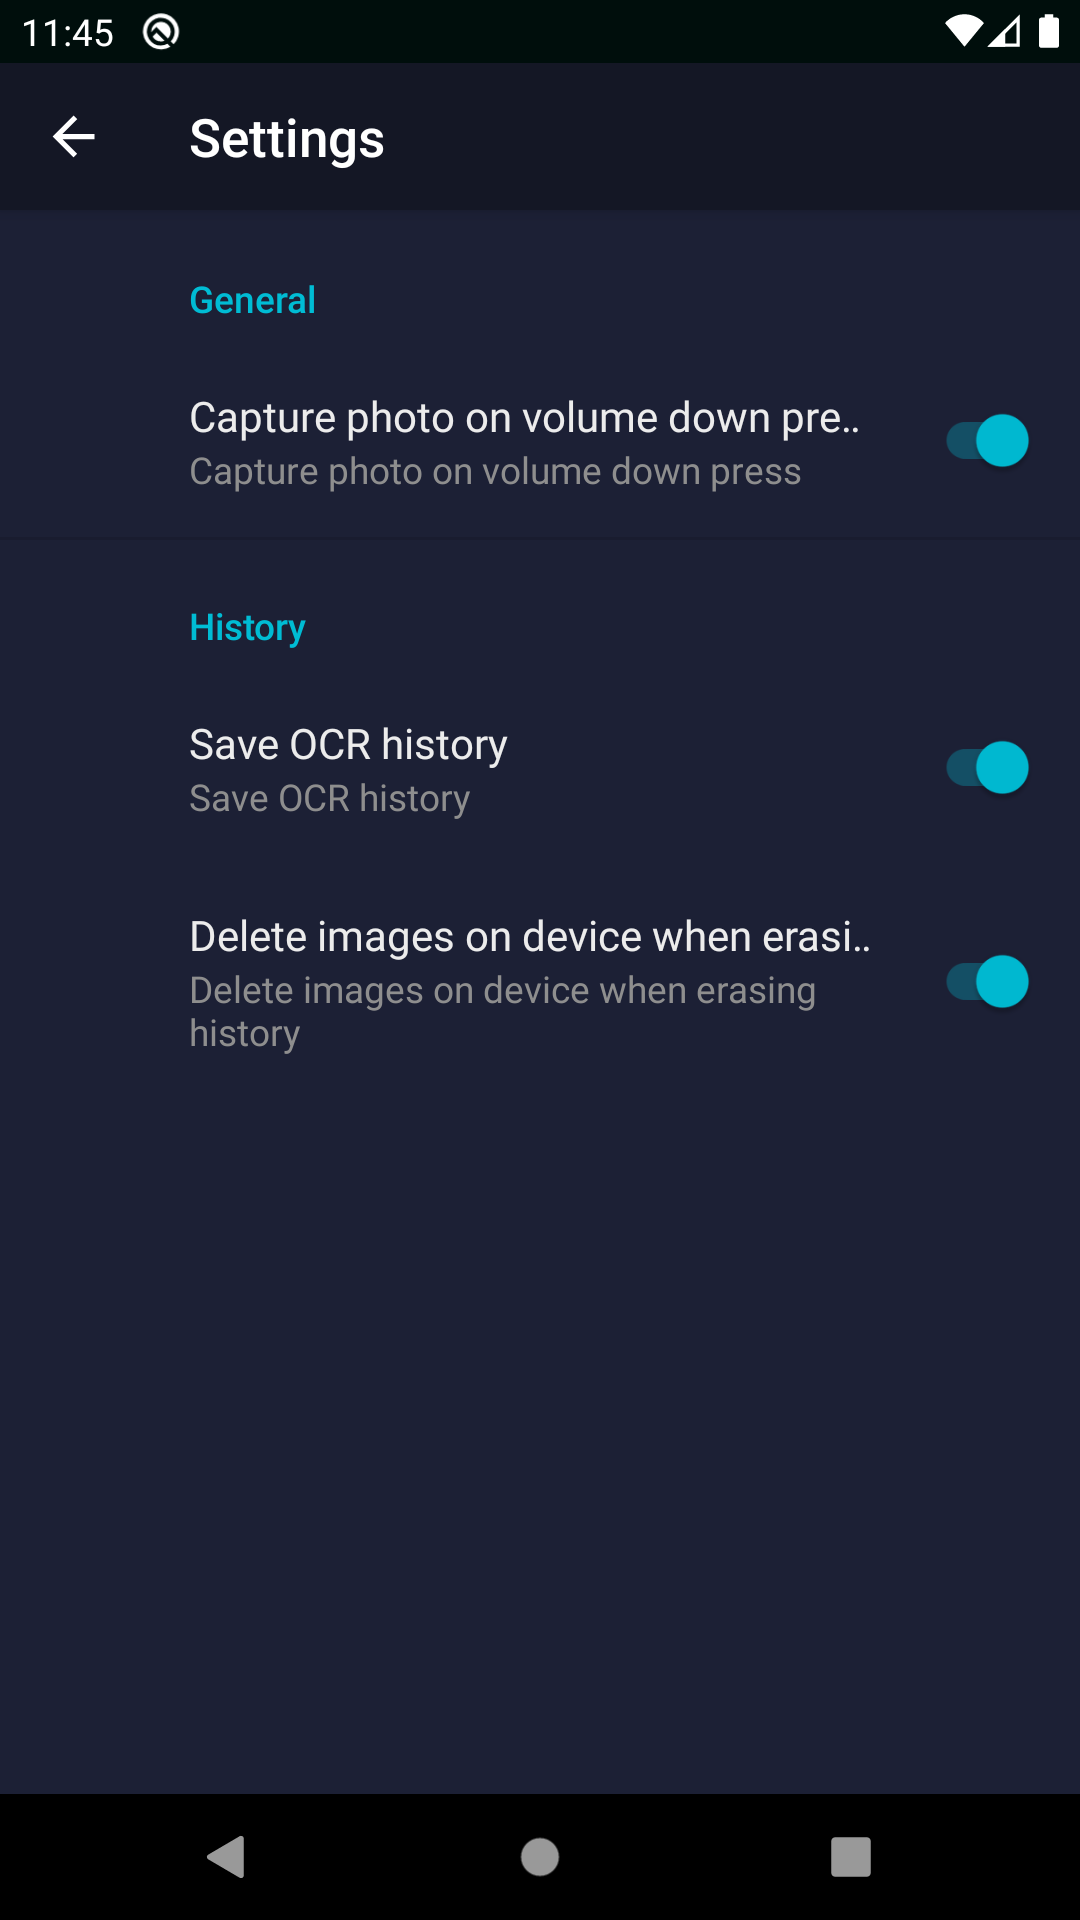 11:45
Settings
General
Capture photo on volume down pre..
Capture photo on volume down press
History
Save OCR history
Save OCR history
Delete images on device when erasi..
Delete images on device when erasing
history